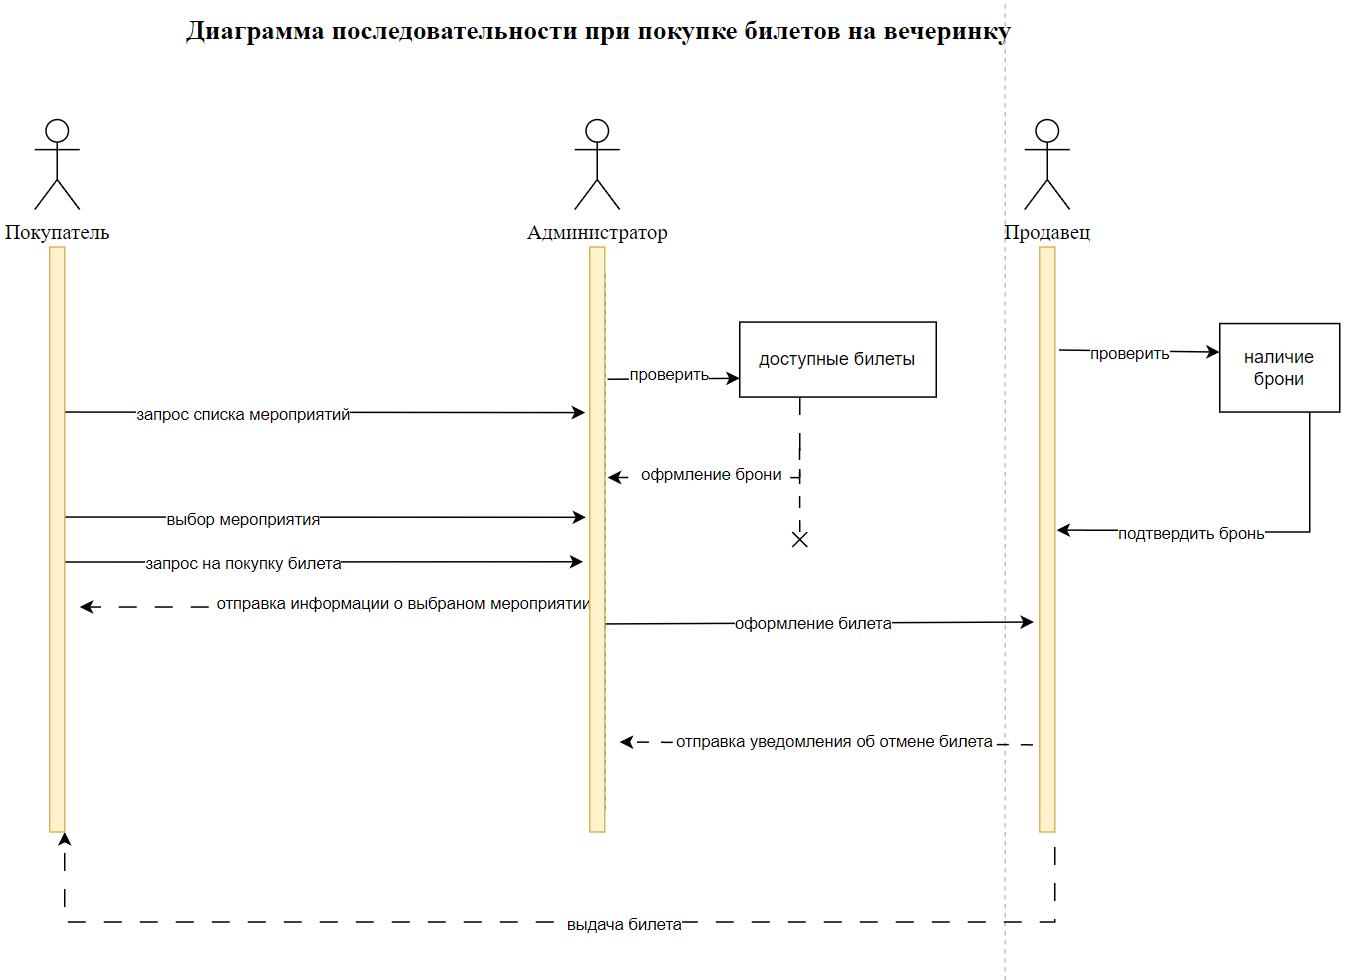 Диаграмма последовательности при покупке билетов на вечеринку
Покупатель
Администратор
Продавец
доступные билеты
наличие
брони
проверить
проверить
запрос списка мероприятий
офрмление брони
выбор мероприятия
подтвердить бронь
запрос на покупку билета
отправка информации о выбраном мероприятии
оформление билета
отправка уведомления об отмене билета
выдача билета